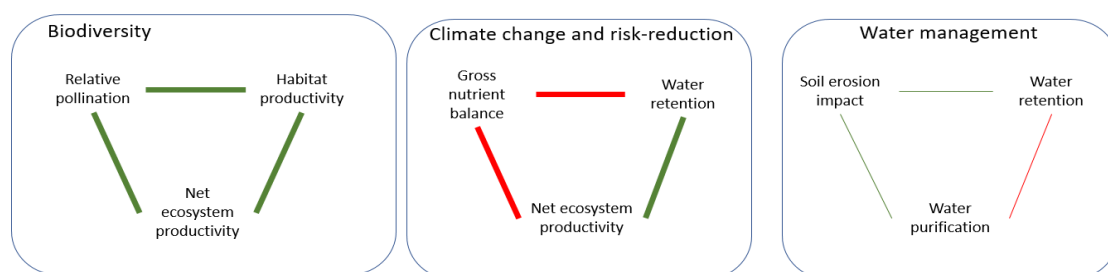 Biodiversity
Relative
pollination
Habitat
productivity
Net
ecosystem
productivity
Climate change and risk-reduction
Gross
nutrient
balance
Water
retention
Net ecosystem
productivity
Water management
Soil erosion
impact
Water
retention
Water
purification